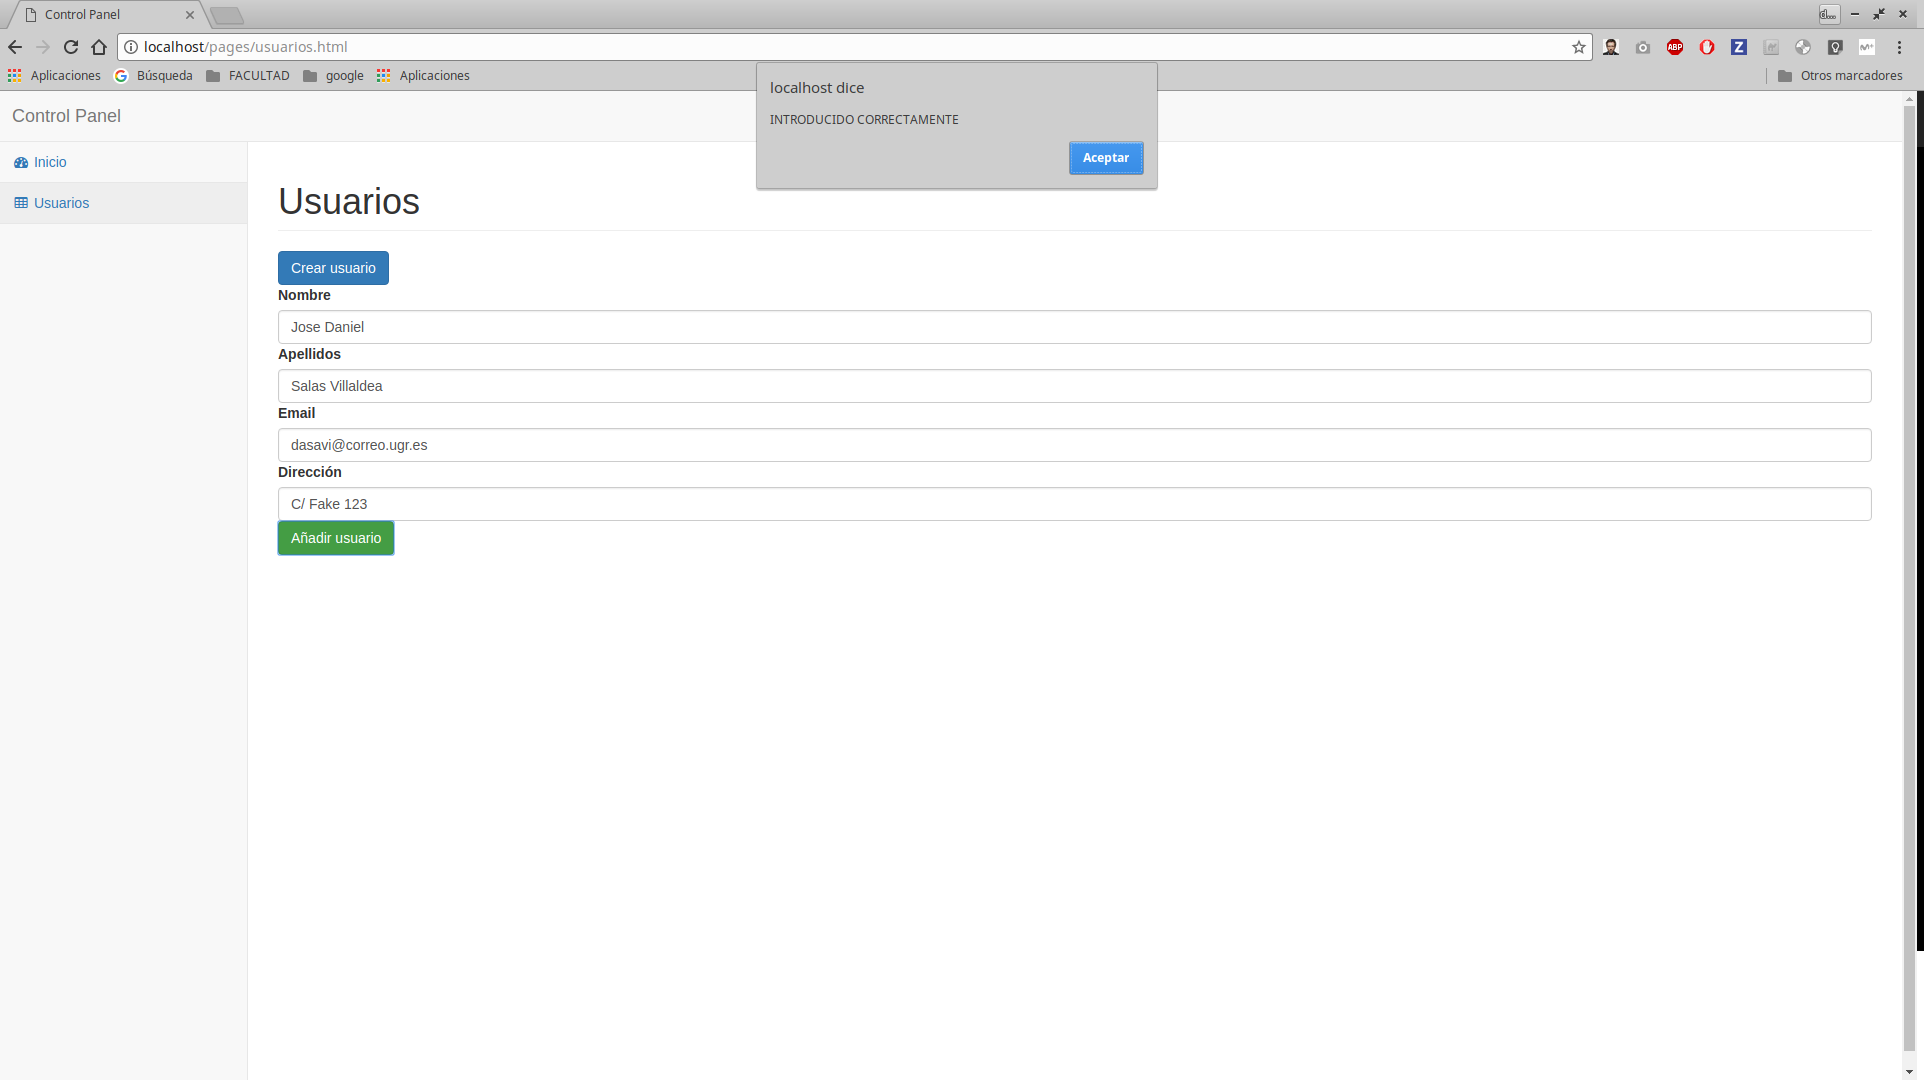 Control Panel
localhost/pages/usuarios.html
ABP
Z
M+
Aplicaciones Búsqueda FACULTAD google Aplicaciones Otros marcadores
localhost dice
INTRODUCIDO CORRECTAMENTE
Aceptar
Control Panel
Inicio
Usuarios
Usuarios
Crear usuario
Nombre
Jose Daniel
Apellidos
Salas Villaldea
Email
dasavi@correo.ugr.es
Dirección
C/ Fake 123
Añadir usuario